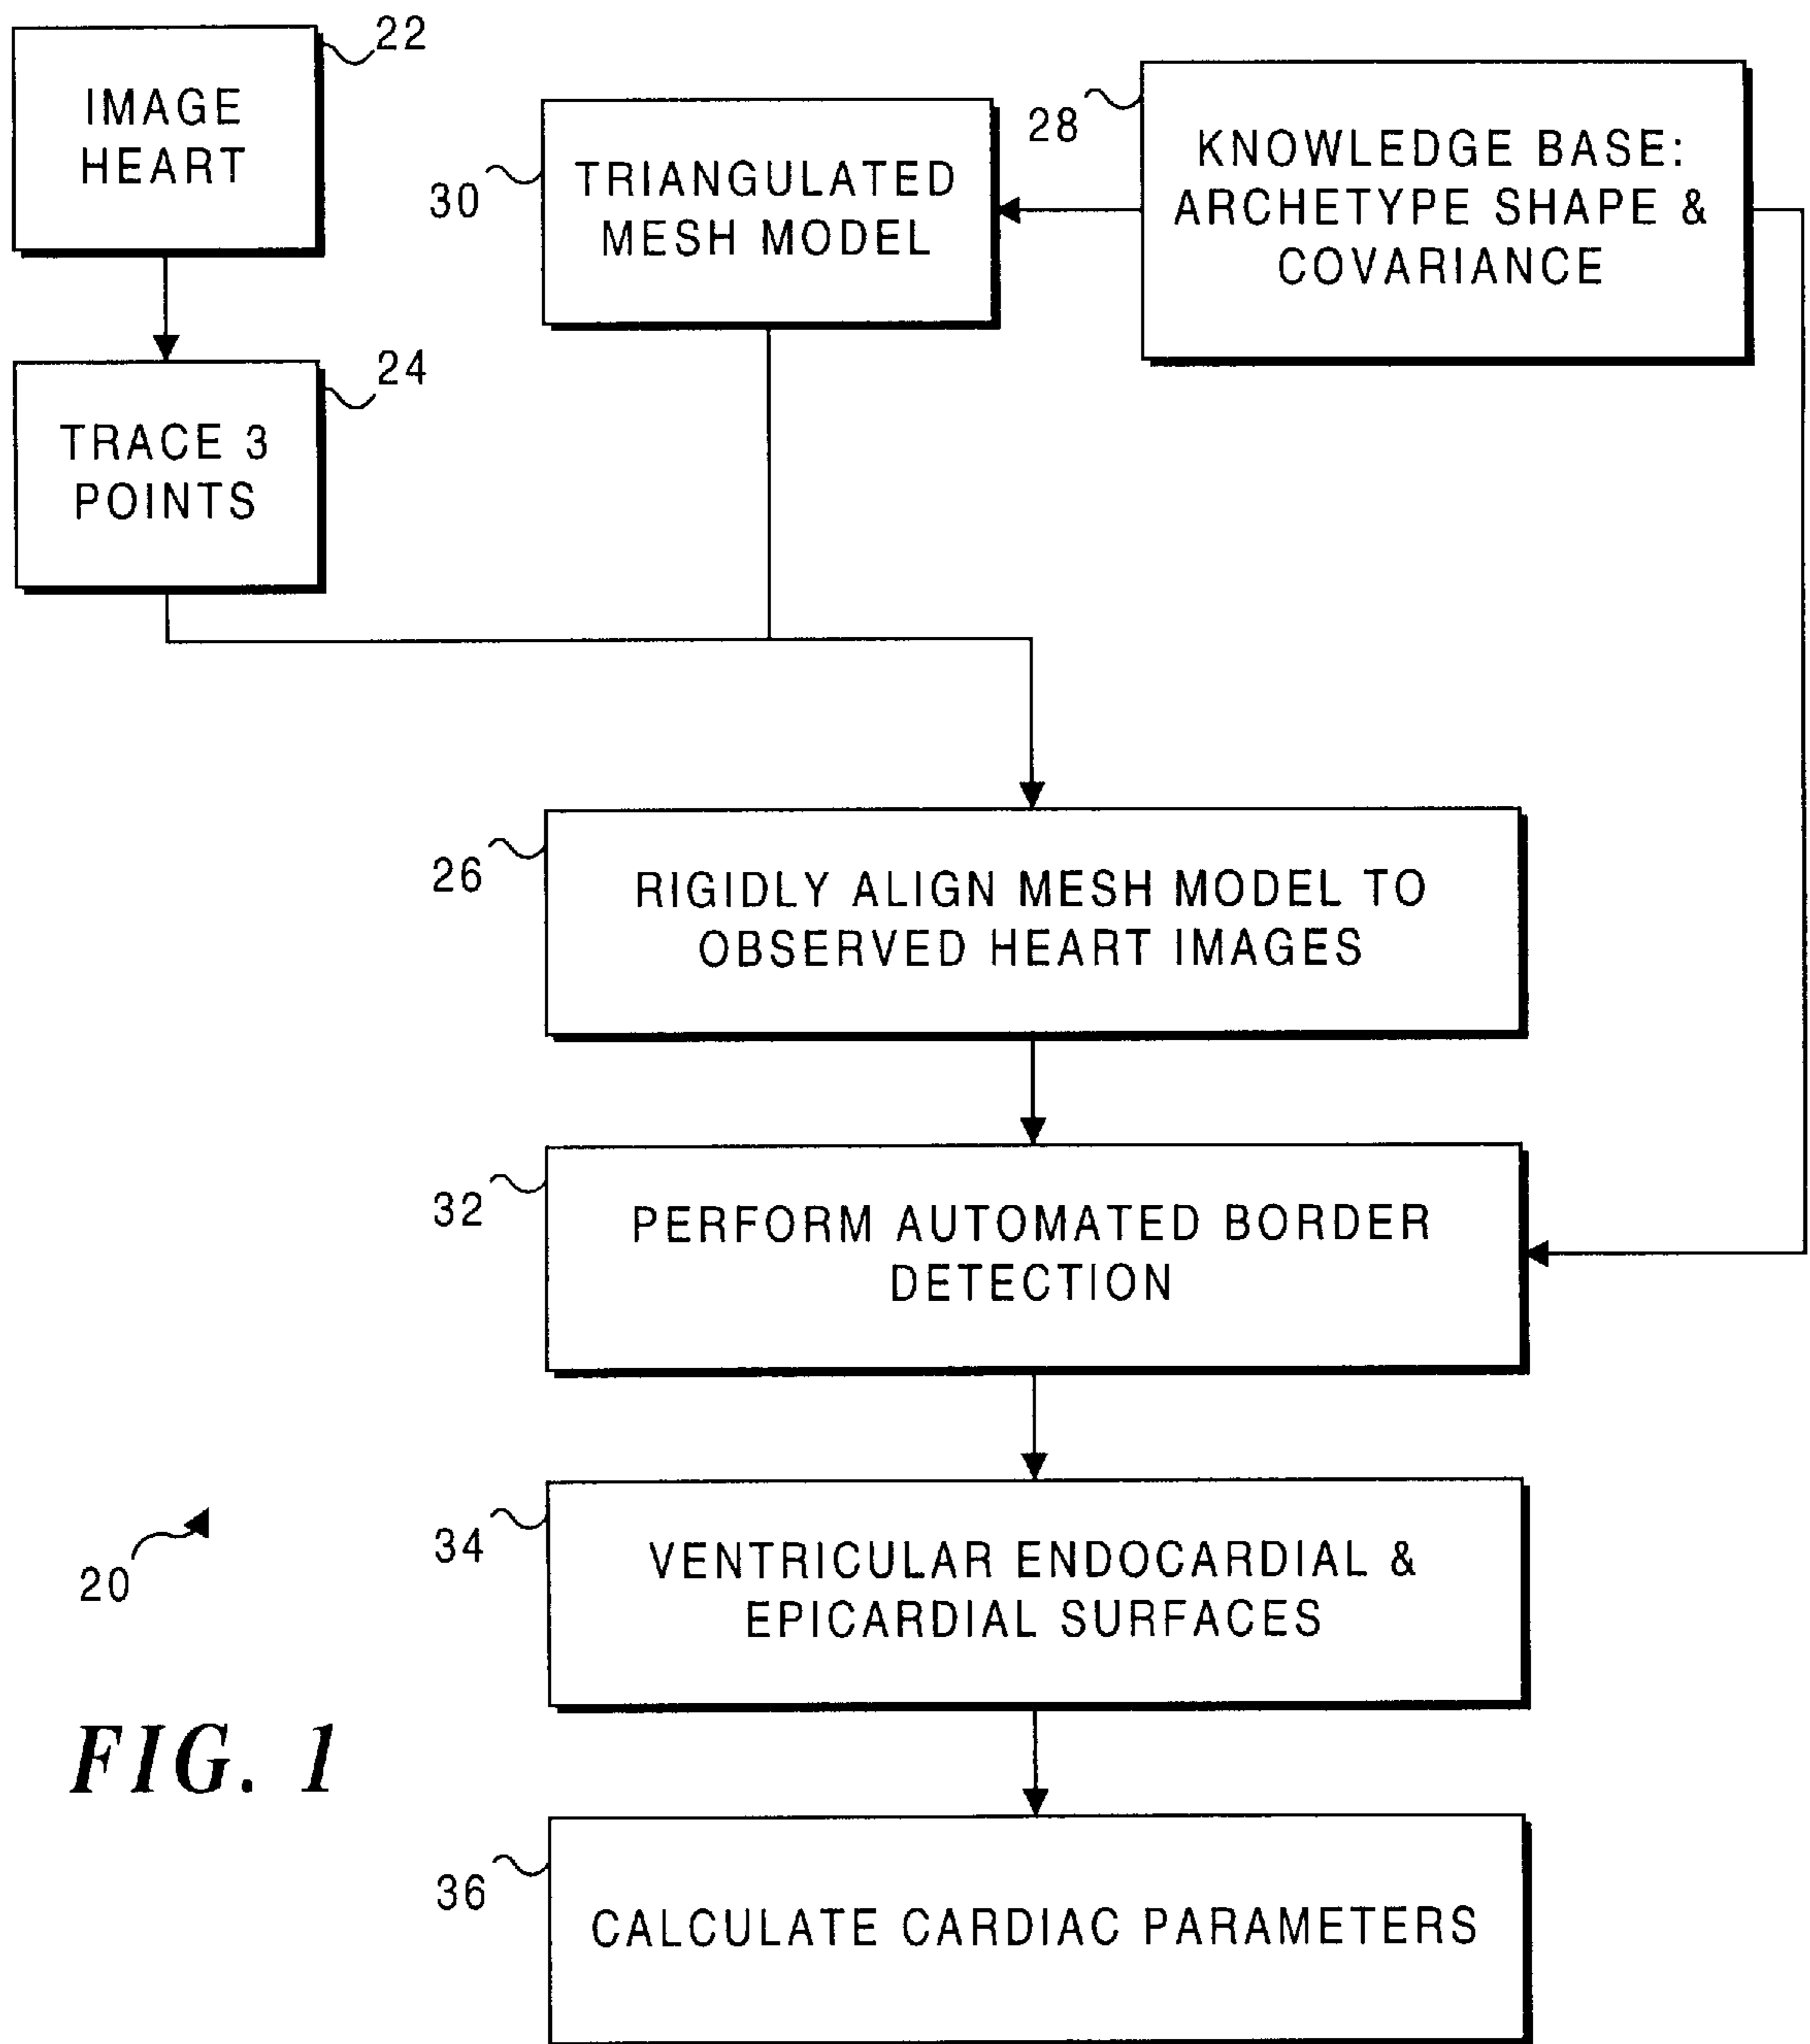 22
IMAGE
HEART
28
KNOWLEDGE BASE:
ARCHETYPE SHAPE &
COVARIANCE
30
TRIANGULATED
MESH MODEL
24
TRACE 3
POINTS
26
RIGIDLY ALIGN MESH MODEL TO
OBSERVED HEART IMAGES
32
PERFORM AUTOMATED BORDER
DETECTION
34
VENTRICULAR ENDOCARDIAL &
EPICARDIAL SURFACES
20
FIG. 1
36
CALCULATE CARDIAC PARAMETERS